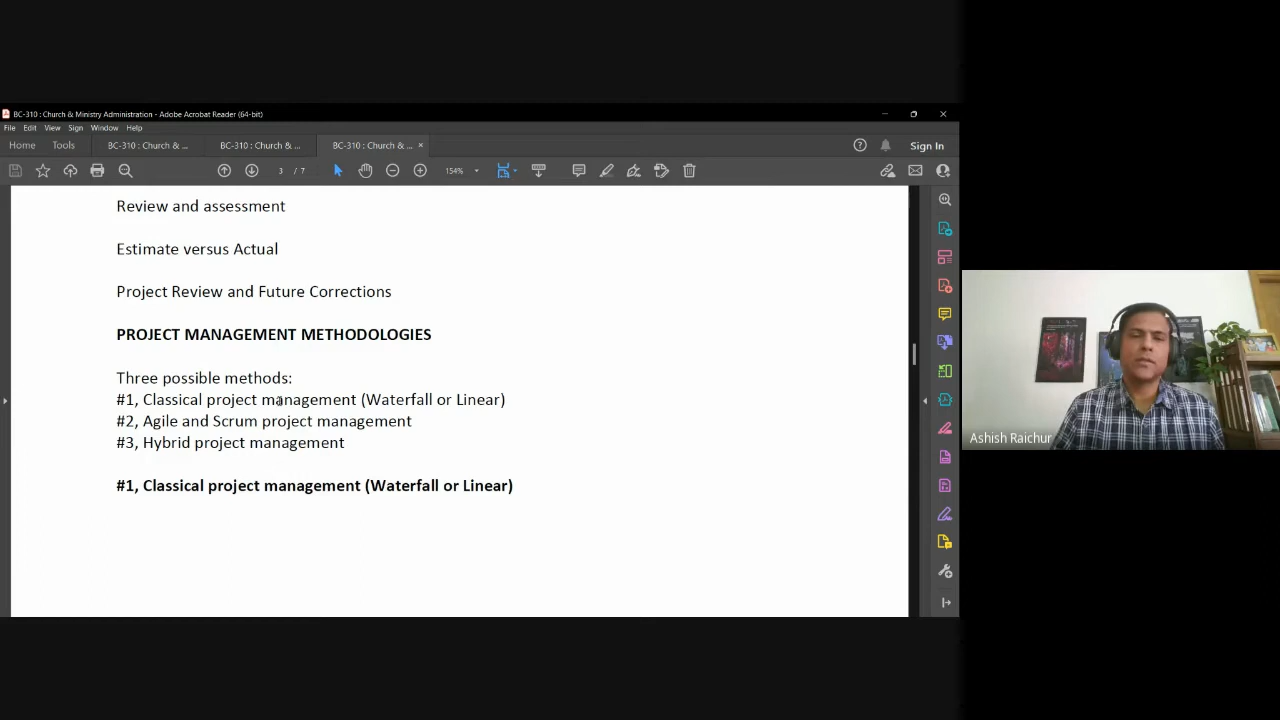 BC-310 : Church & Ministry Administration - Adobe Acrobat Reader (64-bit)
File Edit View Sign Window Help
Home Tools BC-310 : Church & ... BC-310 : Church & ... BC-310 : Church & ... × Sign In
3 / 7 154%
Review and assessment
Estimate versus Actual
Project Review and Future Corrections
PROJECT MANAGEMENT METHODOLOGIES
Three possible methods:
#1, Classical project management (Waterfall or Linear)
#2, Agile and Scrum project management
#3, Hybrid project management
#1, Classical project management (Waterfall or Linear)
Ashish Raichur